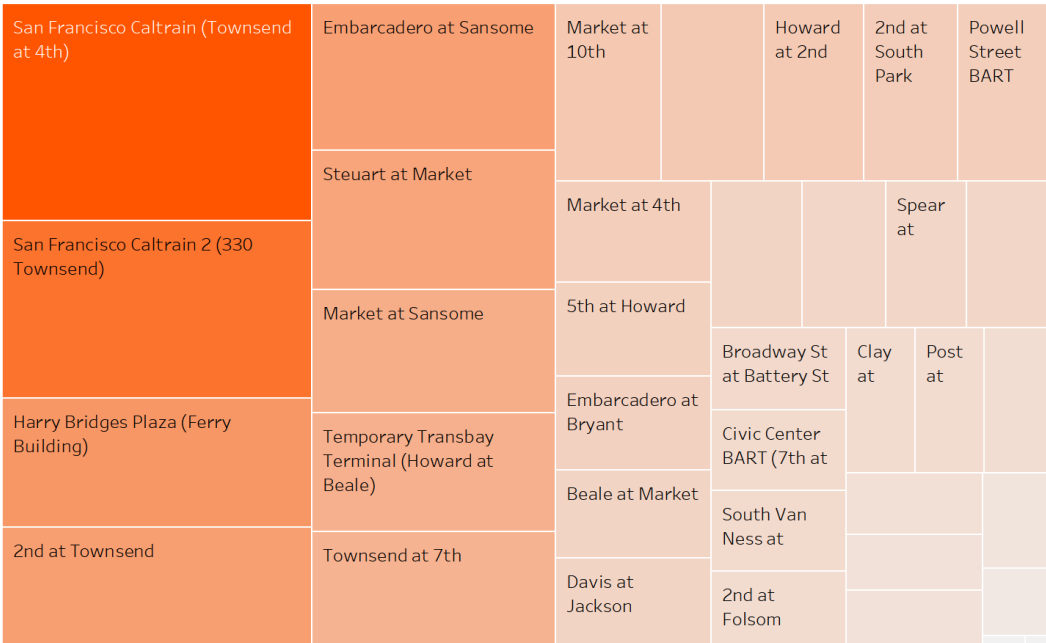 San Francisco Caltrain (Townsend
at 4th)
San Francisco Caltrain 2 (330
Townsend)
Harry Bridges Plaza (Ferry
Building)
2nd at Townsend
Embarcadero at Sansome
Steuart at Market
Market at Sansome
Temporary Transbay
Terminal (Howard at
Beale)
Townsend at 7th
Market at
10th
Howard
at 2nd
2nd at
South
Park
Powell
Street
BART
Market at 4th
5th at Howard
Embarcadero at
Bryant
Beale at Market
Davis at
Jackson
Spear
at
Broadway St
at Battery St
Civic Center
BART (7th at
South Van
Ness at
2nd at
Folsom
Clay
at
Post
at